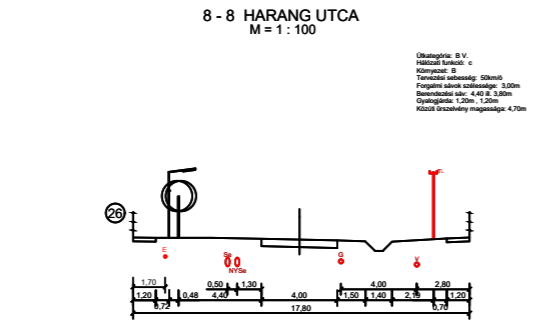 8 - 8 HARANG UTCA
M = 1 : 100
Útkategória: B V.
Hálózati funkció: c
Környezet: B
Tervezési sebesség: 50km/ó
Forgalmi sávok szélessége: 3,00m
Berendezési sáv: 4,40 ill. 3,80m
Gyalogjárda: 1,20m , 1,20m
Közúti űrszelvény magassága: 4,70m
26
E
Se
NYSe
G
V
1,70
0,50
1,30
4,00
2,80
1,20
0,72
0,48
4,40
4,00
1,50
1,40
2,19
0,70
1,20
17,80